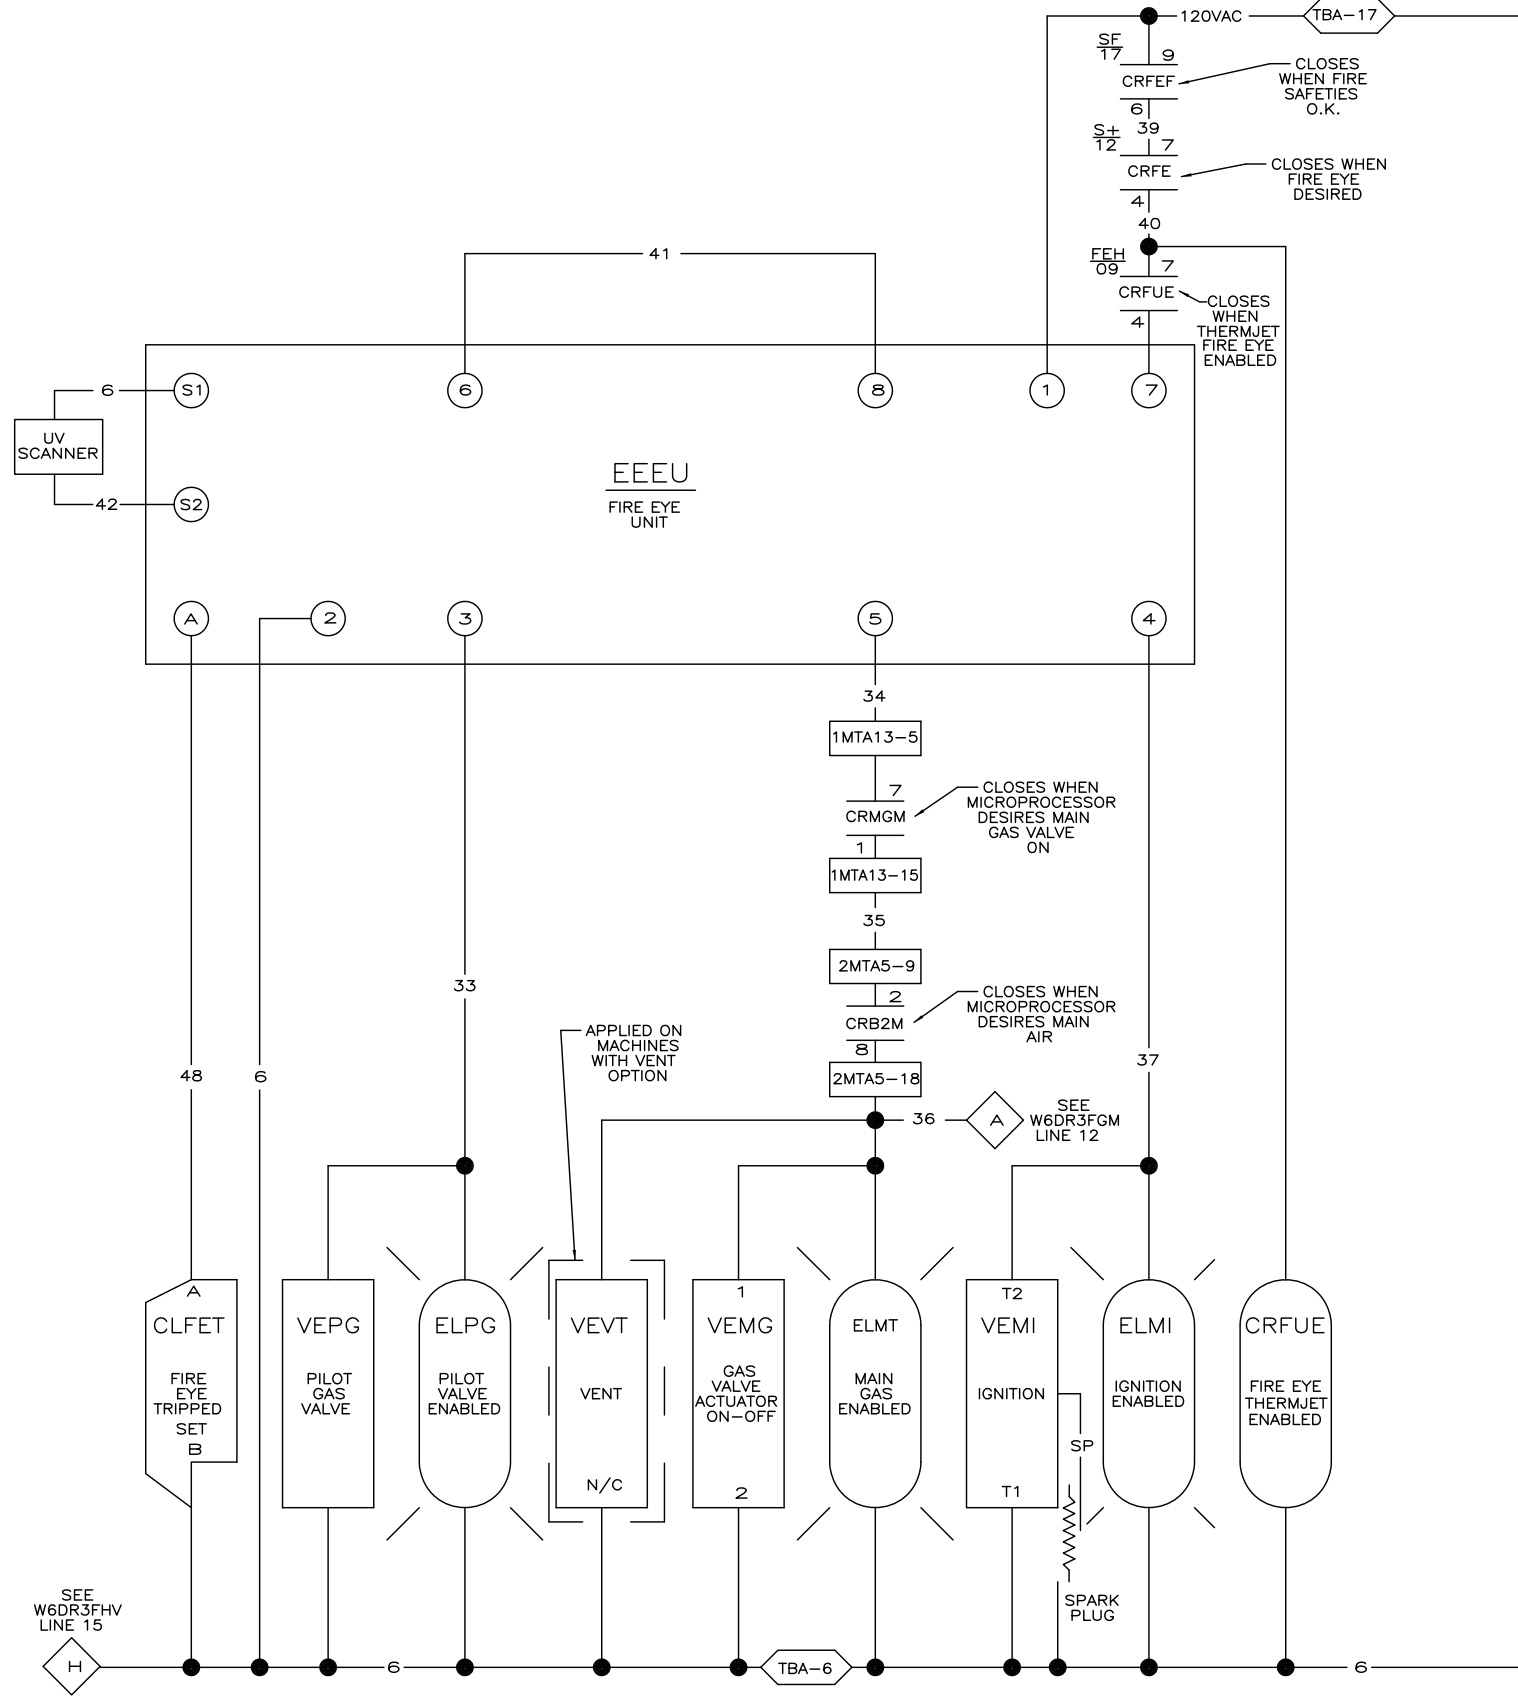 120VAC
TBA-17
SF
17
9
CRFEF
6
CLOSES
WHEN FIRE
SAFETIES
O.K.
39
S+
12
7
CRFE
4
CLOSES WHEN
FIRE EYE
DESIRED
40
41
FEH
09
7
CRFUE
4
CLOSES
WHEN
THERMJET
FIRE EYE
ENABLED
6
S1
6
8
1
7
UV
SCANNER
42
S2
EEEU
FIRE EYE
UNIT
A
2
3
5
4
34
1MTA13-5
7
CRMGM
1
CLOSES WHEN
MICROPROCESSOR
DESIRES MAIN
GAS VALVE
ON
1MTA13-15
35
2MTA5-9
33
2
CRB2M
8
CLOSES WHEN
MICROPROCESSOR
DESIRES MAIN
AIR
APPLIED ON
MACHINES
WITH VENT
OPTION
48
6
37
2MTA5-18
36
A
SEE
W6DR3FGM
LINE 12
A
CLFET
FIRE
EYE
TRIPPED
SET
B
VEPG
PILOT
GAS
VALVE
ELPG
PILOT
VALVE
ENABLED
VEVT
VENT
N/C
1
VEMG
GAS
VALVE
ACTUATOR
ON-OFF
2
ELMT
MAIN
GAS
ENABLED
T2
VEMI
IGNITION
T1
SP
SPARK
PLUG
ELMI
IGNITION
ENABLED
CRFUE
FIRE EYE
THERMJET
ENABLED
SEE
W6DR3FHV
LINE 15
H
6
TBA-6
6